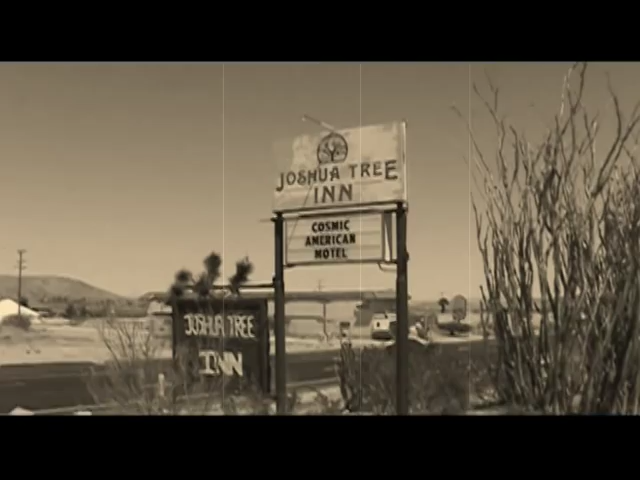 JOSHUA TREE
INN
COSMIC
AMERICAN
MOTEL
JOSHUA TREE
INN